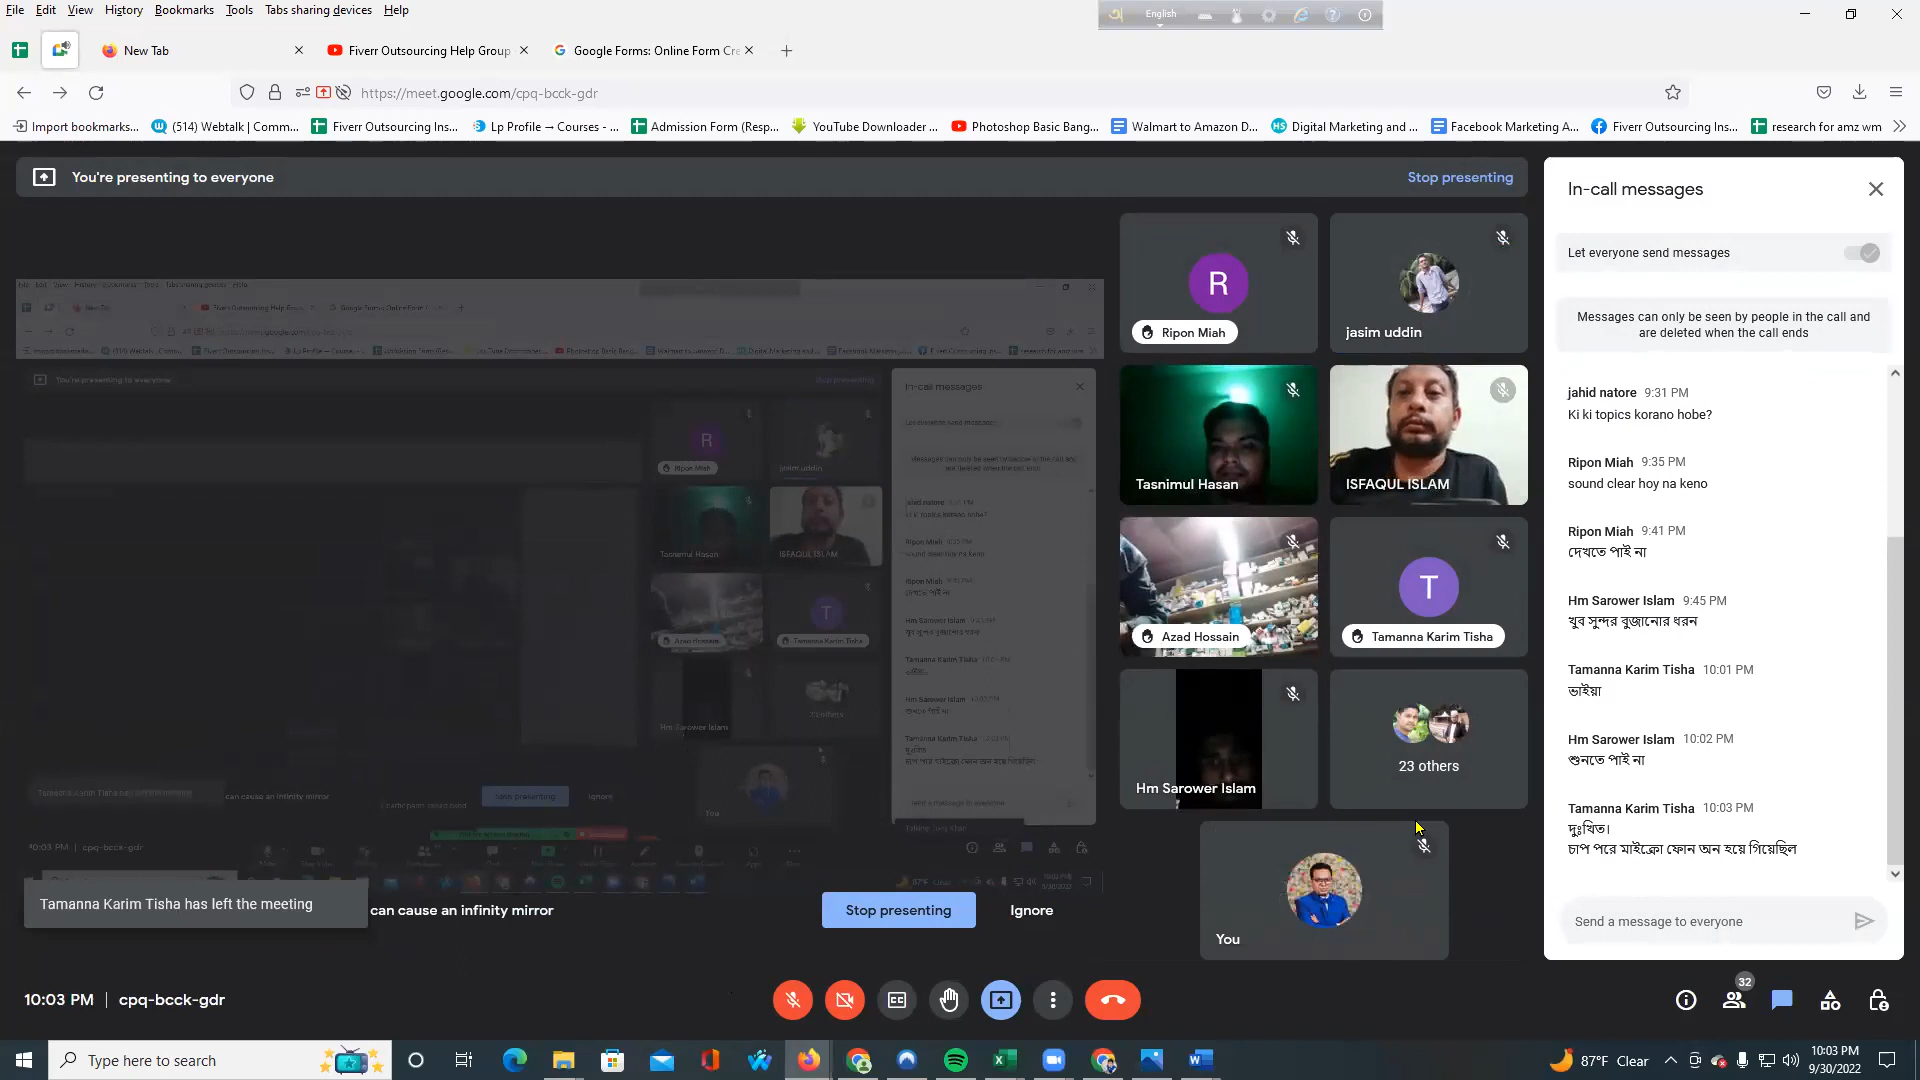 File Edit View History Bookmarks Tools Tabs sharing devices Help
English
New Tab
Fiverr Outsourcing Help Group
Google Forms: Online Form Cre
https://meet.google.com/cpq-bcck-gdr
Import bookmarks...
(514) Webtalk | Comm...
Fiverr Outsourcing Ins...
Lp Profile → Courses - ...
Admission Form (Resp...
YouTube Downloader ...
Photoshop Basic Bang...
Walmart to Amazon D...
Digital Marketing and ...
Facebook Marketing A...
Fiverr Outsourcing Ins...
research for amz wm
You're presenting to everyone
Stop presenting
R
Ripon Miah
jasim uddin
Tasnimul Hasan
ISFAQUL ISLAM
Azad Hossain
T
Tamanna Karim Tisha
Hm Sarower Islam
23 others
You
Tamanna Karim Tisha has left the meeting
can cause an infinity mirror
Stop presenting
Ignore
In-call messages
Let everyone send messages
Messages can only be seen by people in the call and
are deleted when the call ends
jahid natore 9:31 PM
Ki ki topics korano hobe?
Ripon Miah 9:35 PM
sound clear hoy na keno
Ripon Miah 9:41 PM
দেখতে পাই না
Hm Sarower Islam 9:45 PM
খুব সুন্দর বুজানোর ধরন
Tamanna Karim Tisha 10:01 PM
ভাইয়া
Hm Sarower Islam 10:02 PM
শুনতে পাই না
Tamanna Karim Tisha 10:03 PM
দুঃখিত।
চাপ পরে মাইক্রো ফোন অন হয়ে গিয়েছিল
Send a message to everyone
10:03 PM | cpq-bcck-gdr
32
Type here to search
87°F Clear
10:03 PM
9/30/2022